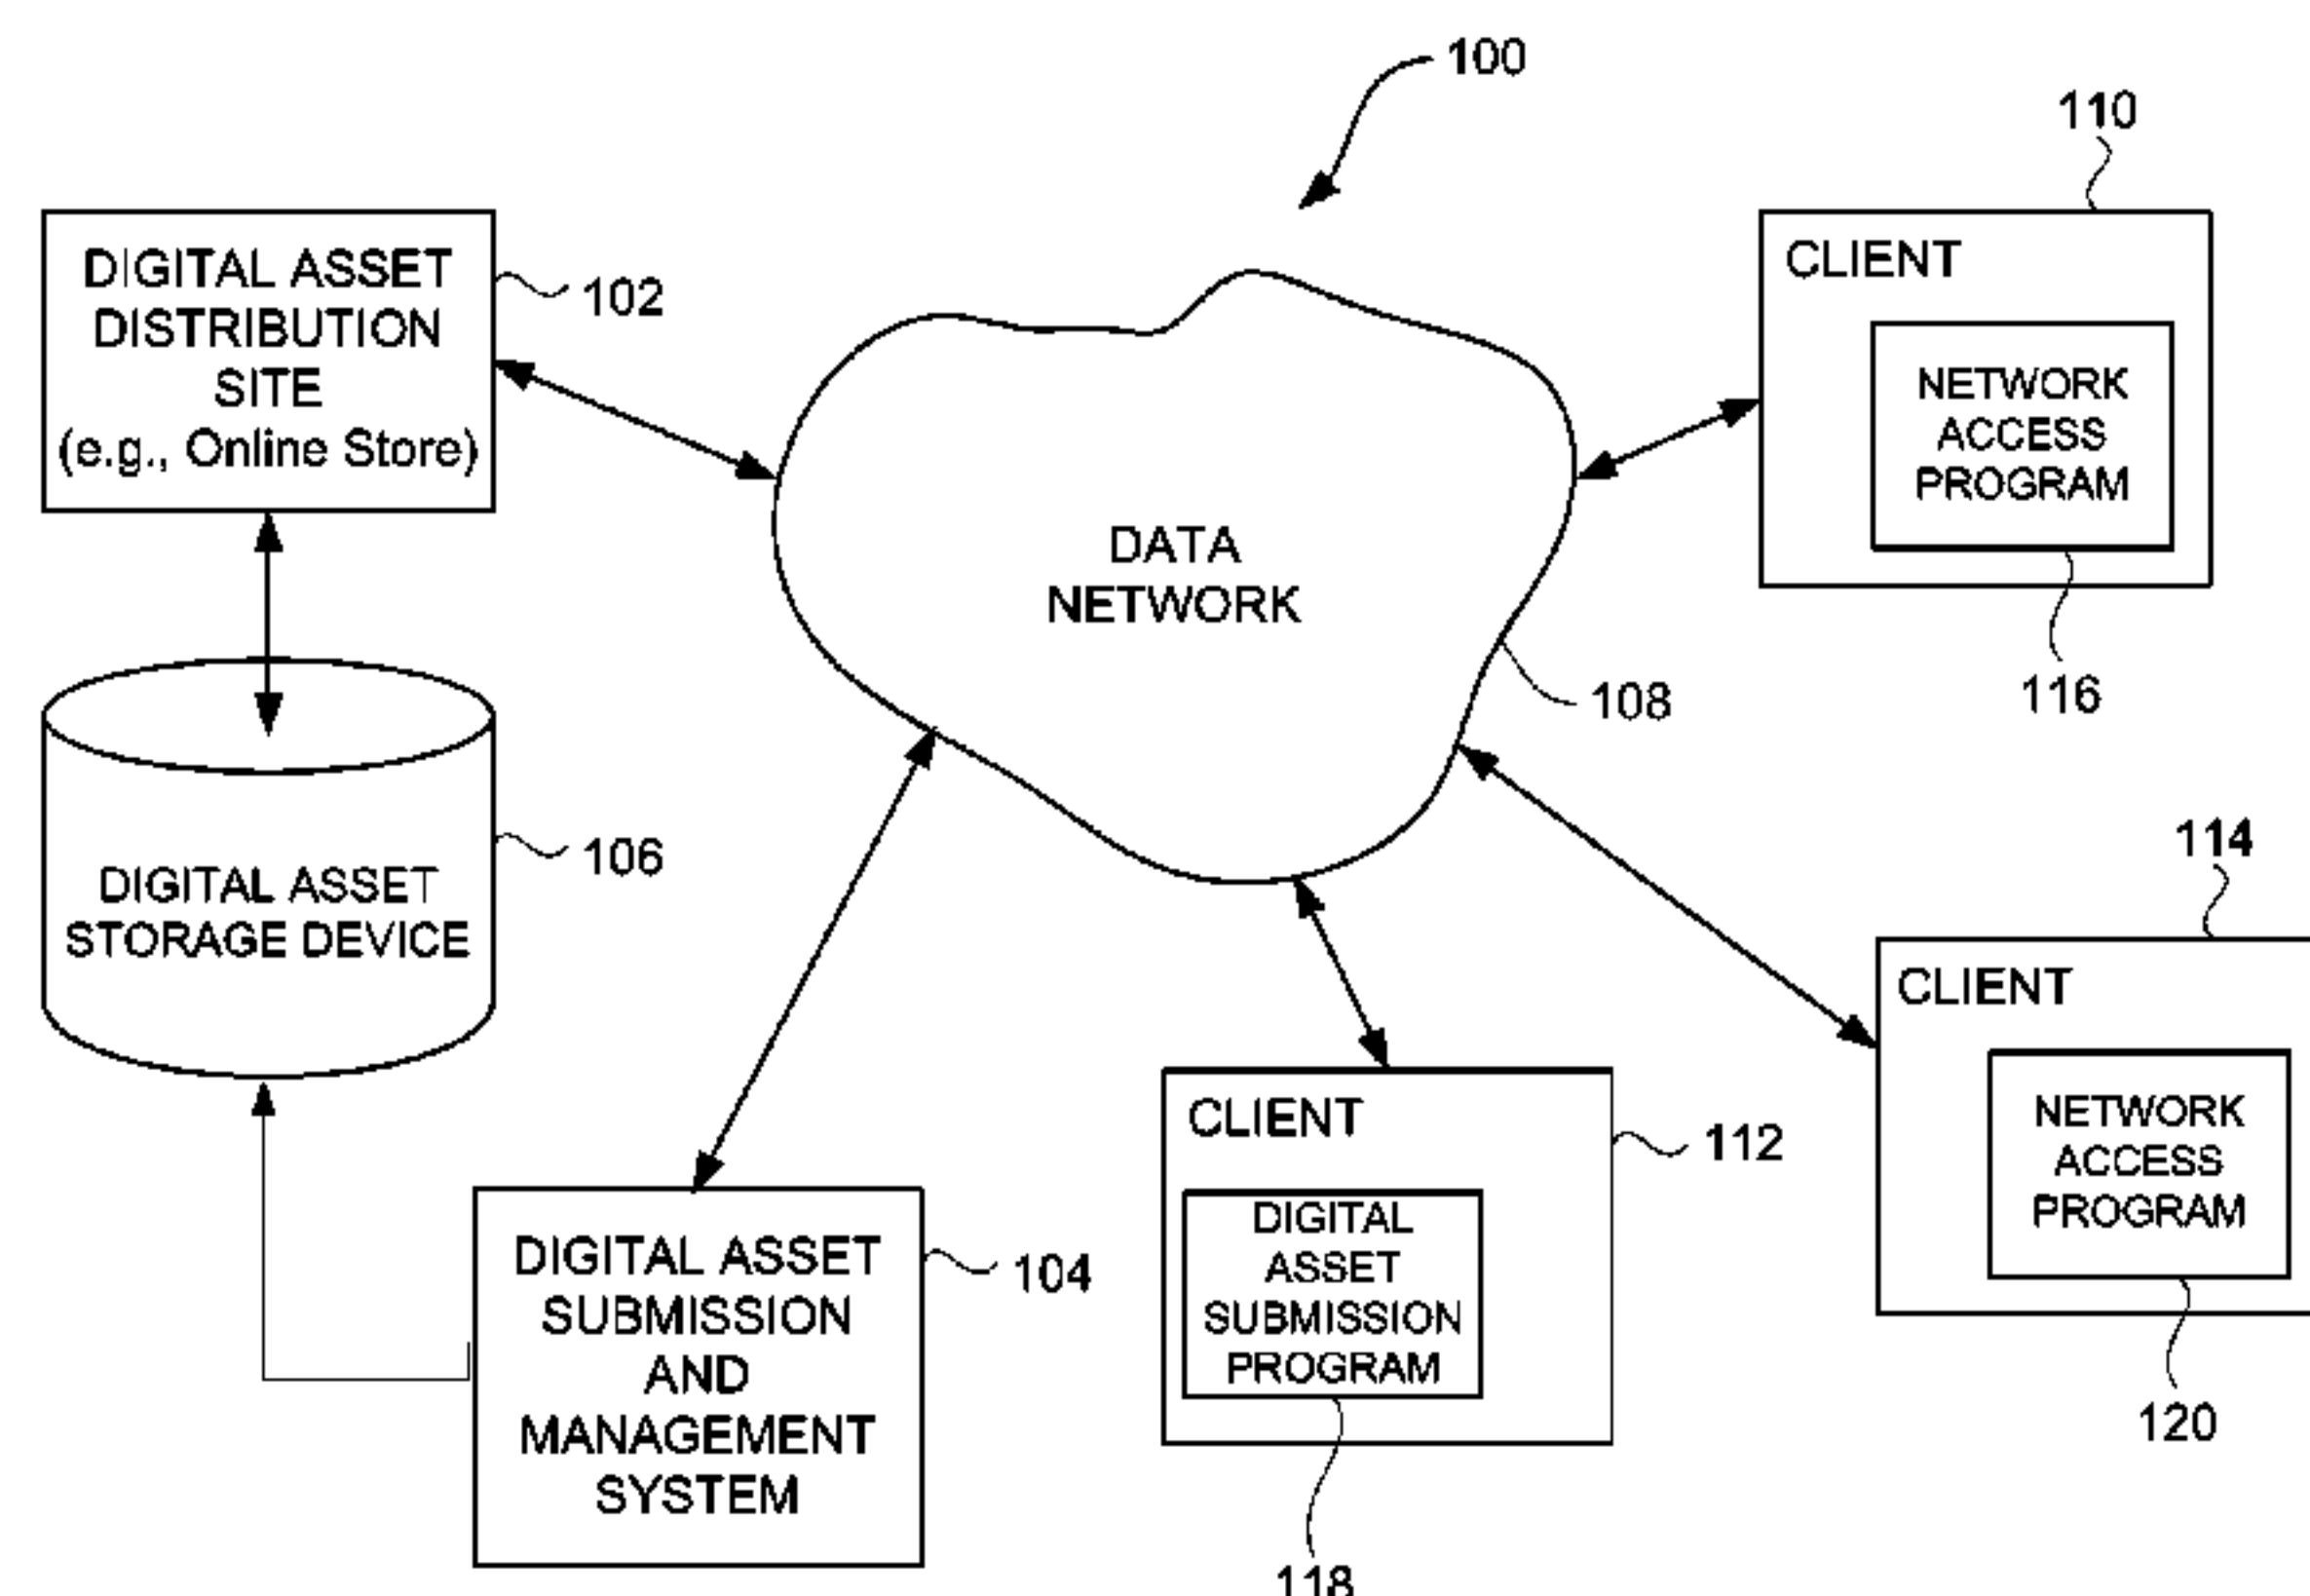 100
110
DIGITAL ASSET
DISTRIBUTION
SITE
(e.g., Online Store)
102
CLIENT
NETWORK
ACCESS
PROGRAM
116
DATA
NETWORK
108
DIGITAL ASSET
STORAGE DEVICE
106
114
CLIENT
NETWORK
ACCESS
PROGRAM
120
CLIENT
DIGITAL
ASSET
SUBMISSION
PROGRAM
112
118
DIGITAL ASSET
SUBMISSION
AND
MANAGEMENT
SYSTEM
104